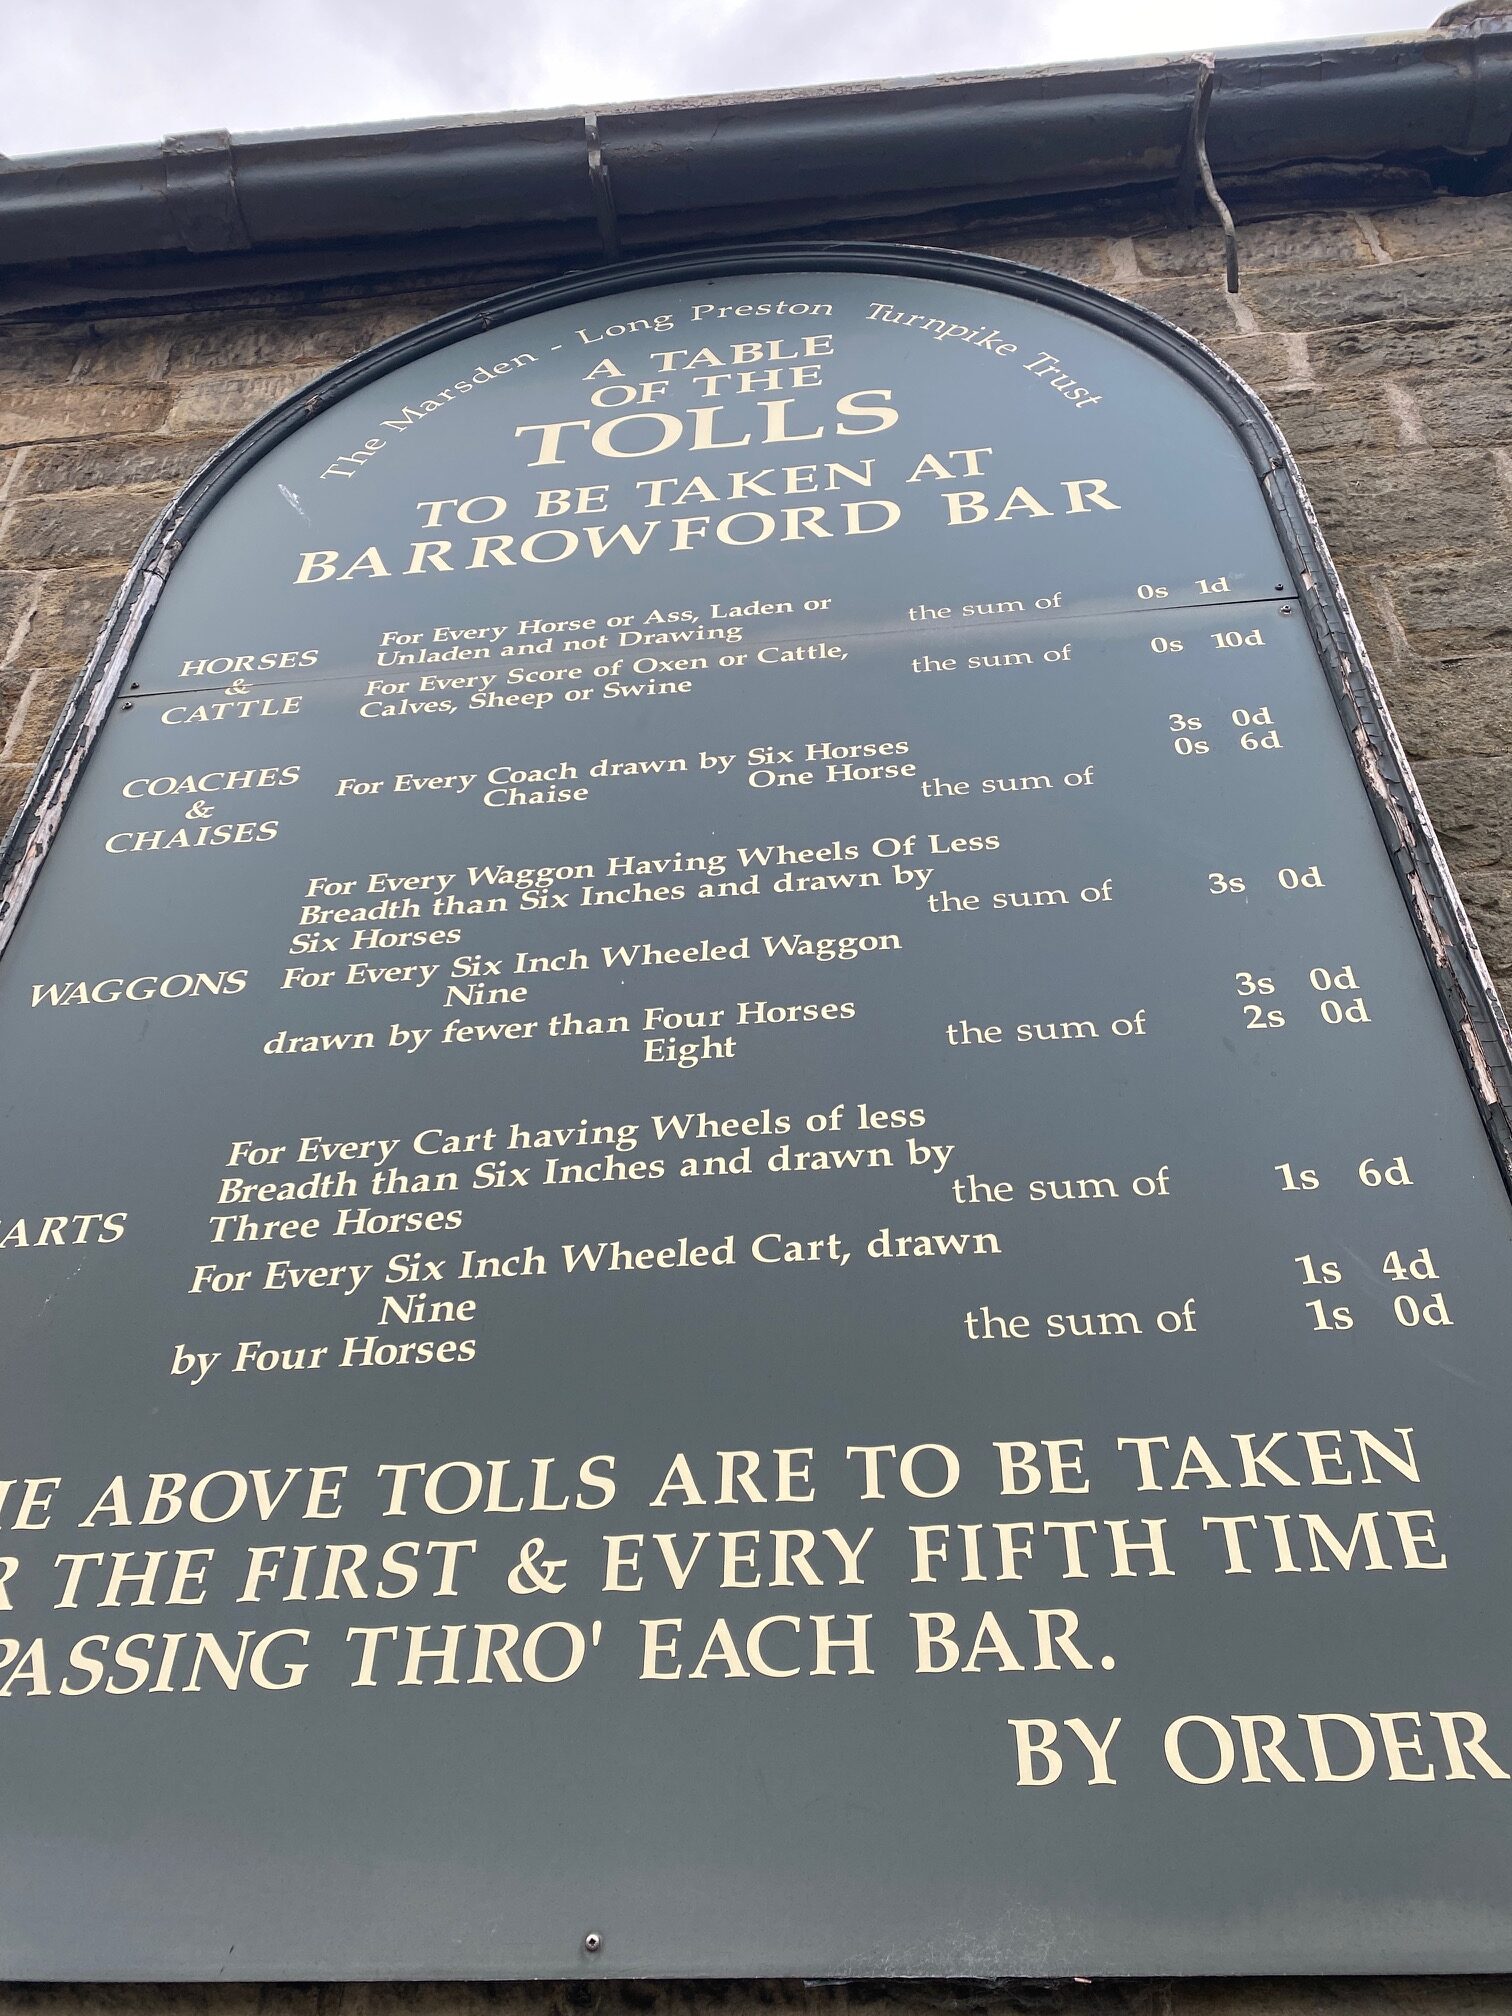 The Marsden - Long Preston Turnpike Trust
A TABLE
OF THE
TOLLS
TO BE TAKEN AT
BARROWFORD BAR
HORSES
&
CATTLE
For Every Horse or Ass, Laden or
Unladen and not Drawing the sum of 0s 1d
For Every Score of Oxen or Cattle,
Calves, Sheep or Swine the sum of 0s 10d
COACHES
&
CHAISES
For Every Coach drawn by Six Horses 3s 0d
Chaise One Horse the sum of 0s 6d
WAGGONS
For Every Waggon Having Wheels Of Less
Breadth than Six Inches and drawn by
Six Horses the sum of 3s 0d
For Every Six Inch Wheeled Waggon
Nine
drawn by fewer than Four Horses 3s 0d
Eight the sum of 2s 0d
ARTS
For Every Cart having Wheels of less
Breadth than Six Inches and drawn by
Three Horses the sum of 1s 6d
For Every Six Inch Wheeled Cart, drawn 1s 4d
Nine
by Four Horses the sum of 1s 0d
HE ABOVE TOLLS ARE TO BE TAKEN
R THE FIRST & EVERY FIFTH TIME
PASSING THRO' EACH BAR.
BY ORDER